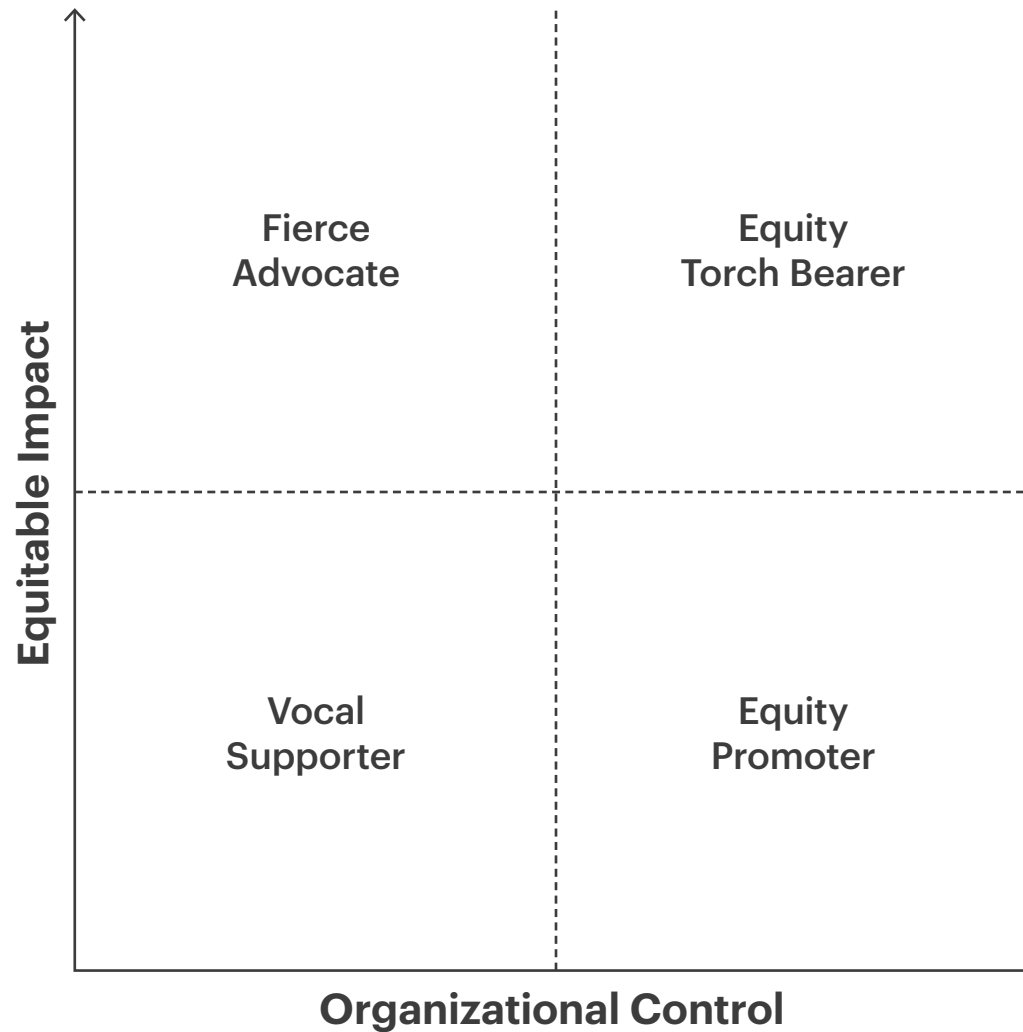 Fierce
Advocate
Equity
Torch Bearer
Equitable Impact
Vocal
Supporter
Equity
Promoter
Organizational Control